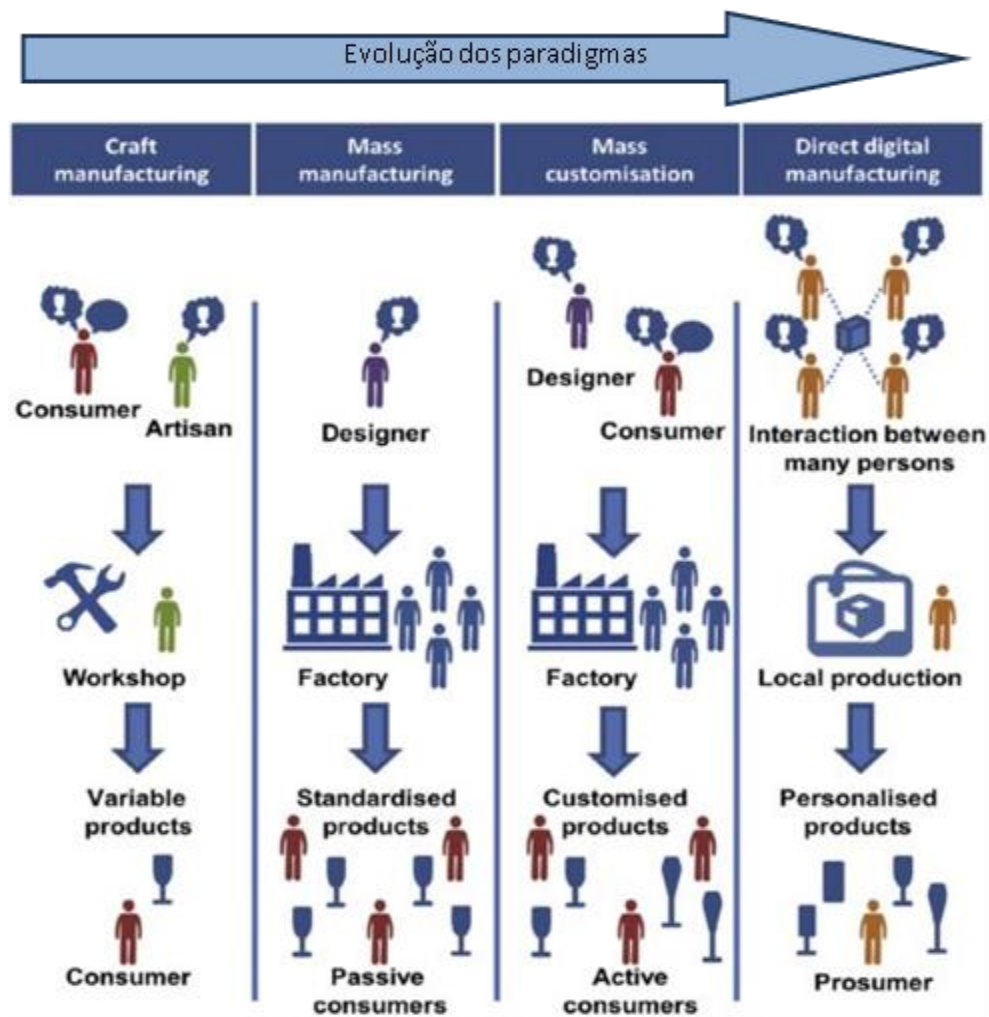 Evolução dos paradigmas
Craft
manufacturing
Mass
manufacturing
Mass
customisation
Direct digital
manufacturing
Consumer
Artisan
Designer
Designer
Consumer
Interaction between
many persons
Workshop
Factory
Factory
Local production
Variable
products
Standardised
products
Customised
products
Personalised
products
Consumer
Passive
consumers
Active
consumers
Prosumer